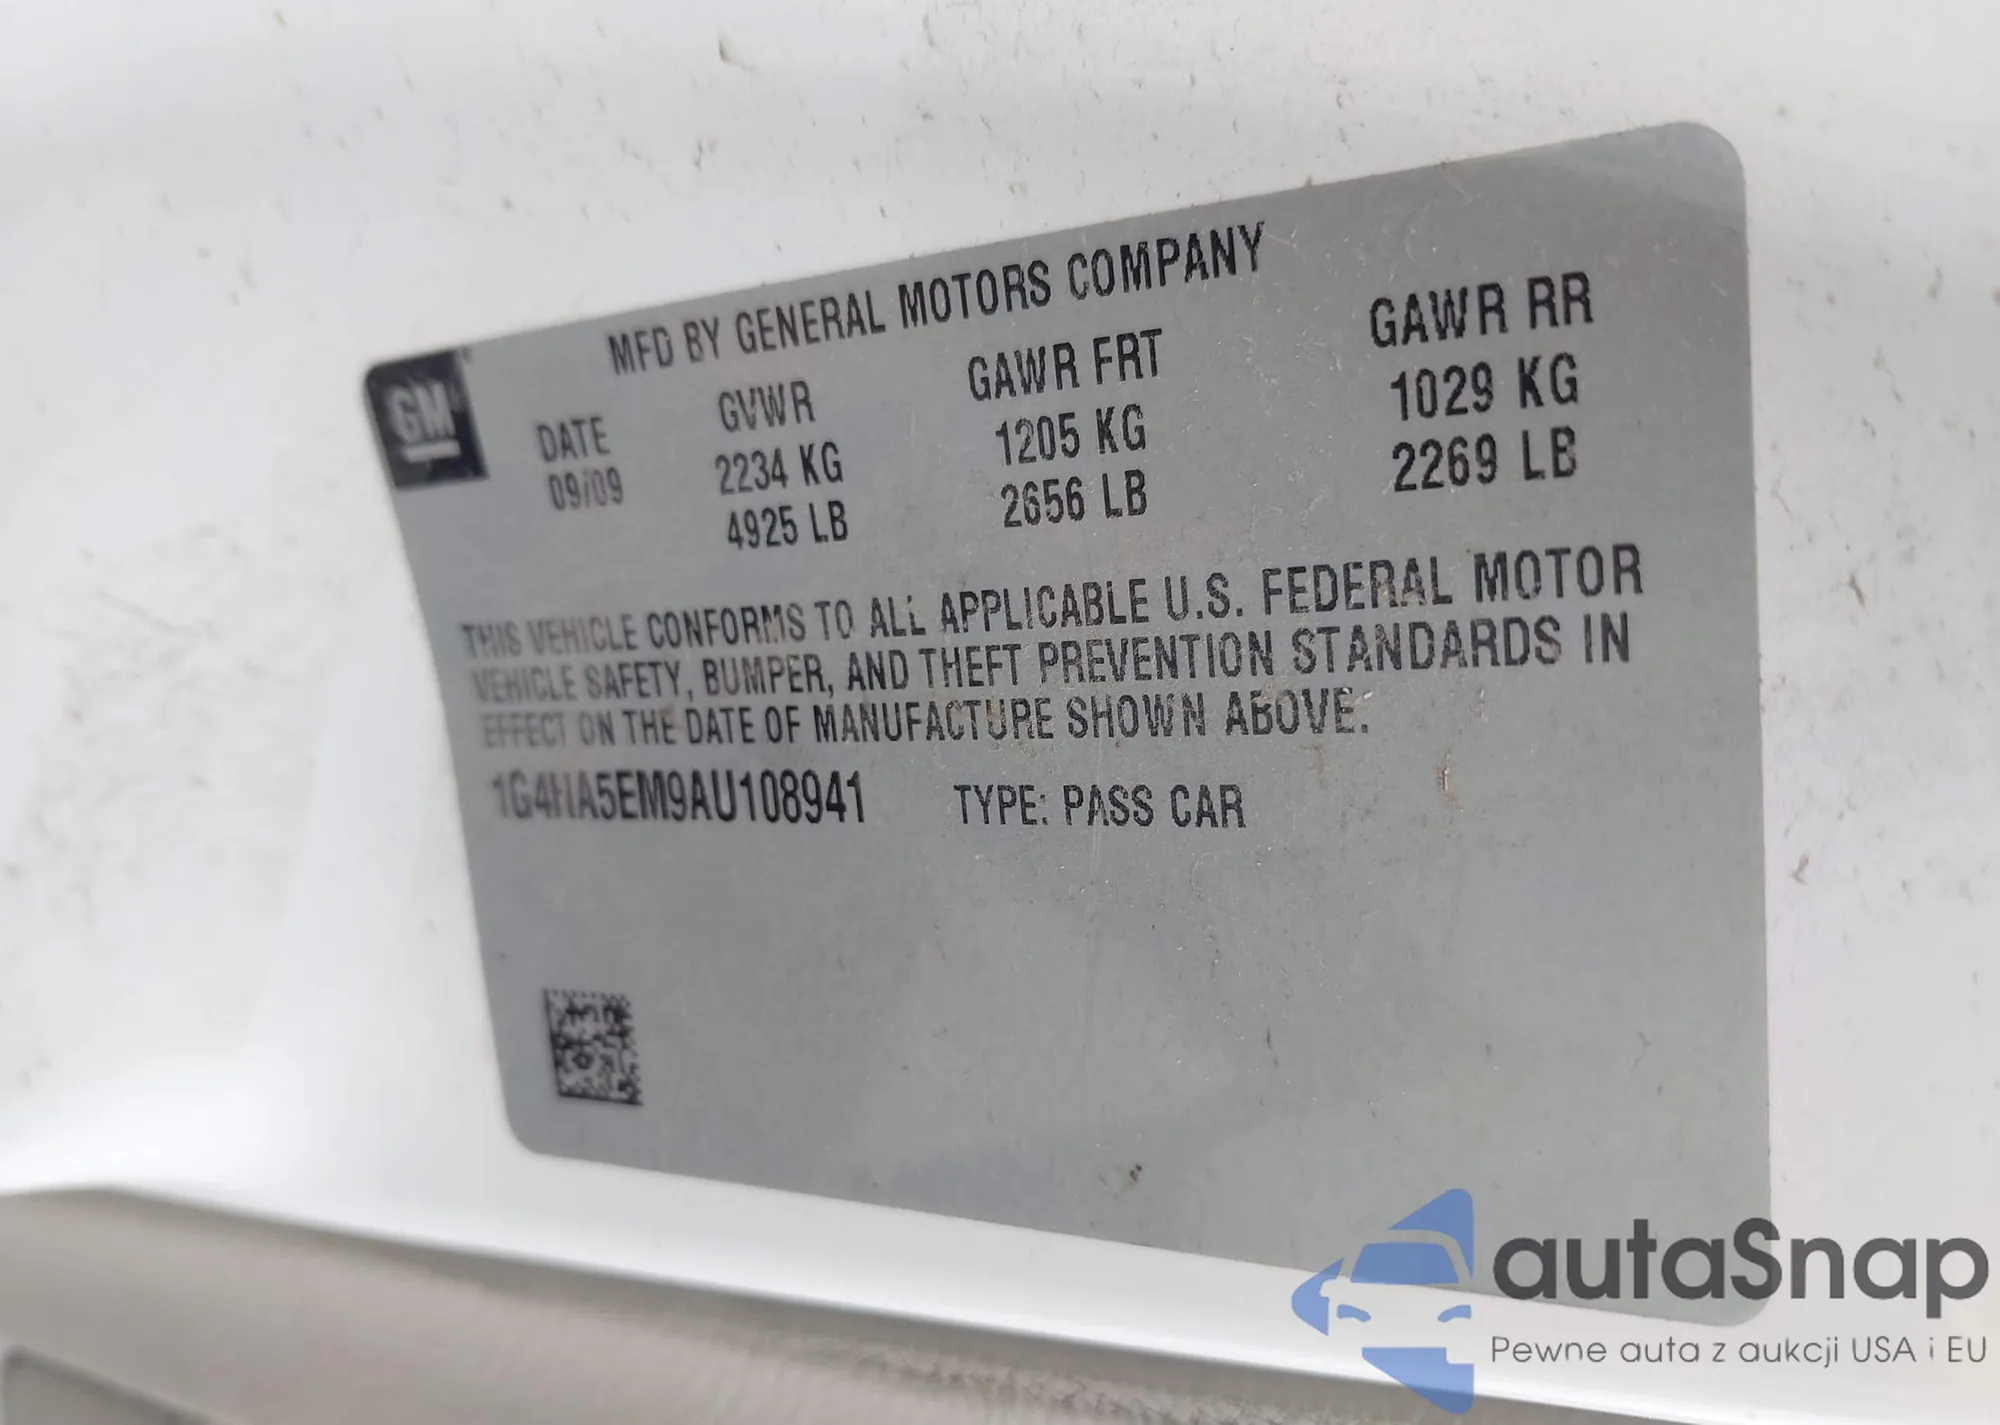 GM
MFD BY GENERAL MOTORS COMPANY
DATE GVWR GAWR FRT GAWR RR
09/09 2234 KG 1205 KG 1029 KG
4925 LB 2656 LB 2269 LB
THIS VEHICLE CONFORMS TO ALL APPLICABLE U.S. FEDERAL MOTOR
VEHICLE SAFETY, BUMPER, AND THEFT PREVENTION STANDARDS IN
EFFECT ON THE DATE OF MANUFACTURE SHOWN ABOVE.
1G4HA5EM9AU108941 TYPE: PASS CAR
autaSnap
Pewne auta z aukcji USA i EU